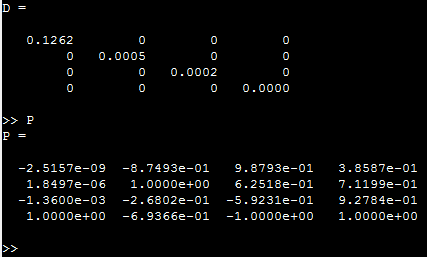 D =
0.1262 0 0 0
0 0.0005 0 0
0 0 0.0002 0
0 0 0 0.0000
>> P
P =
-2.5157e-09 -8.7493e-01 9.8793e-01 3.8587e-01
1.8497e-06 1.0000e+00 6.2518e-01 7.1199e-01
-1.3600e-03 -2.6802e-01 -5.9231e-01 9.2784e-01
1.0000e+00 -6.9366e-01 -1.0000e+00 1.0000e+00
>>